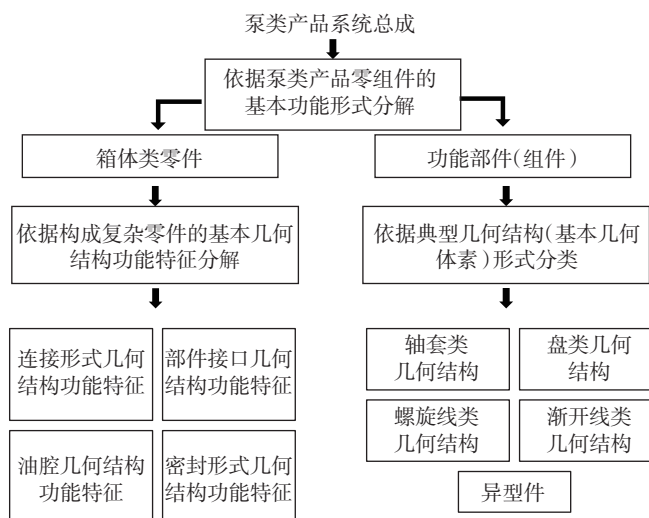 泵类产品系统总成
依据泵类产品零组件的
基本功能形式分解
箱体类零件
功能部件(组件)
依据构成复杂零件的基本几何
结构功能特征分解
依据典型几何结构(基本几何
体素)形式分类
连接形式几何
结构功能特征
部件接口几何
结构功能特征
油腔几何结构
功能特征
密封形式几何
结构功能特征
轴套类
几何结构
盘类几何
结构
螺旋线类
几何结构
渐开线类
几何结构
异型件